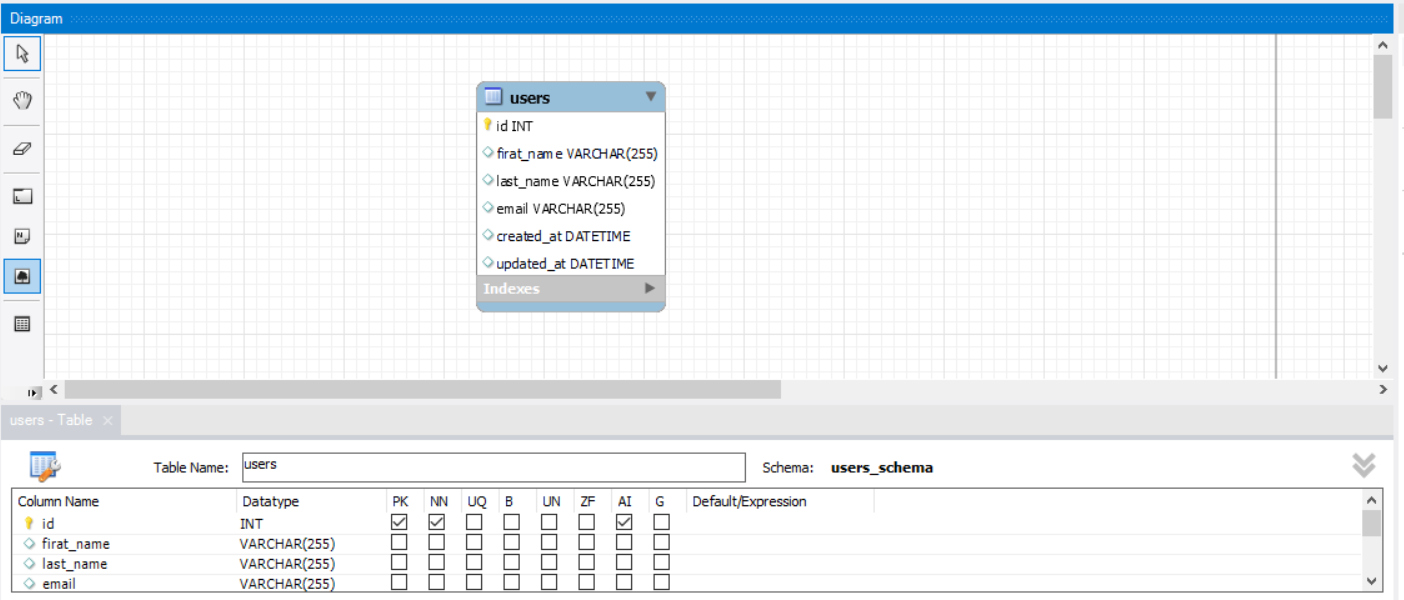 Diagram
users
id INT
firat_name VARCHAR(255)
last_name VARCHAR(255)
email VARCHAR(255)
created_at DATETIME
updated_at DATETIME
Indexes
users - Table
Table Name: users Schema: users_schema
Column Name Datatype PK NN UQ B UN ZF AI G Default/Expression
id INT
firat_name VARCHAR(255)
last_name VARCHAR(255)
email VARCHAR(255)